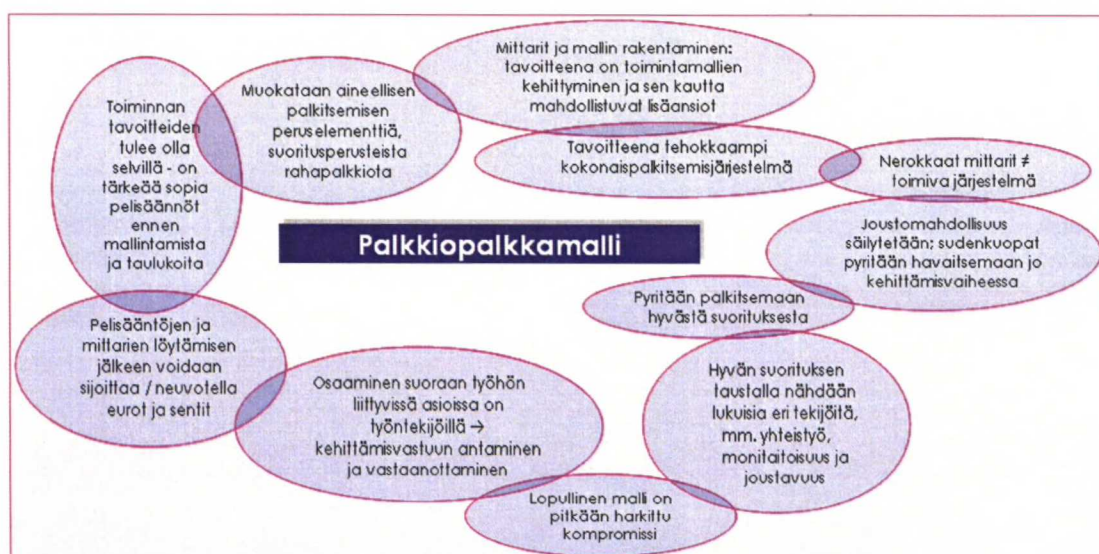 Mittarit ja mallin rakentaminen:
tavoitteena on toimintamallien
kehittyminen ja sen kautta
mahdollistuvat lisäansiot
Muokataan aineellisen
palkitsemisen
peruselementtiä,
suoritusperusteista
rahapalkkiota
Toiminnan
tavoitteiden
tulee olla
selvillä - on
tärkeää sopia
pelisäännöt
ennen
mallintamista
ja taulukoita
Tavoitteena tehokkaampi
kokonaispalkitsemisjärjestelmä
Nerokkaat mittarit ≠
toimiva järjestelmä
Palkkiopalkkamalli
Joustomahdollisuus
säilytetään; sudenkuopat
pyritään havaitsemaan jo
kehittämisvaiheessa
Pyritään palkitsemaan
hyvästä suorituksesta
Pelisääntöjen ja
mittarien löytämisen
jälkeen voidaan
sijoittaa / neuvotella
eurot ja sentit
Osaaminen suoraan työhön
liittyvissä asioissa on
työntekijöillä →
kehittämisvastuun antaminen
ja vastaanottaminen
Hyvän suorituksen
taustalla nähdään
lukuisia eri tekijöitä,
mm. yhteistyö,
monitaitoisuus ja
joustavuus
Lopullinen malli on
pitkään harkittu
kompromissi